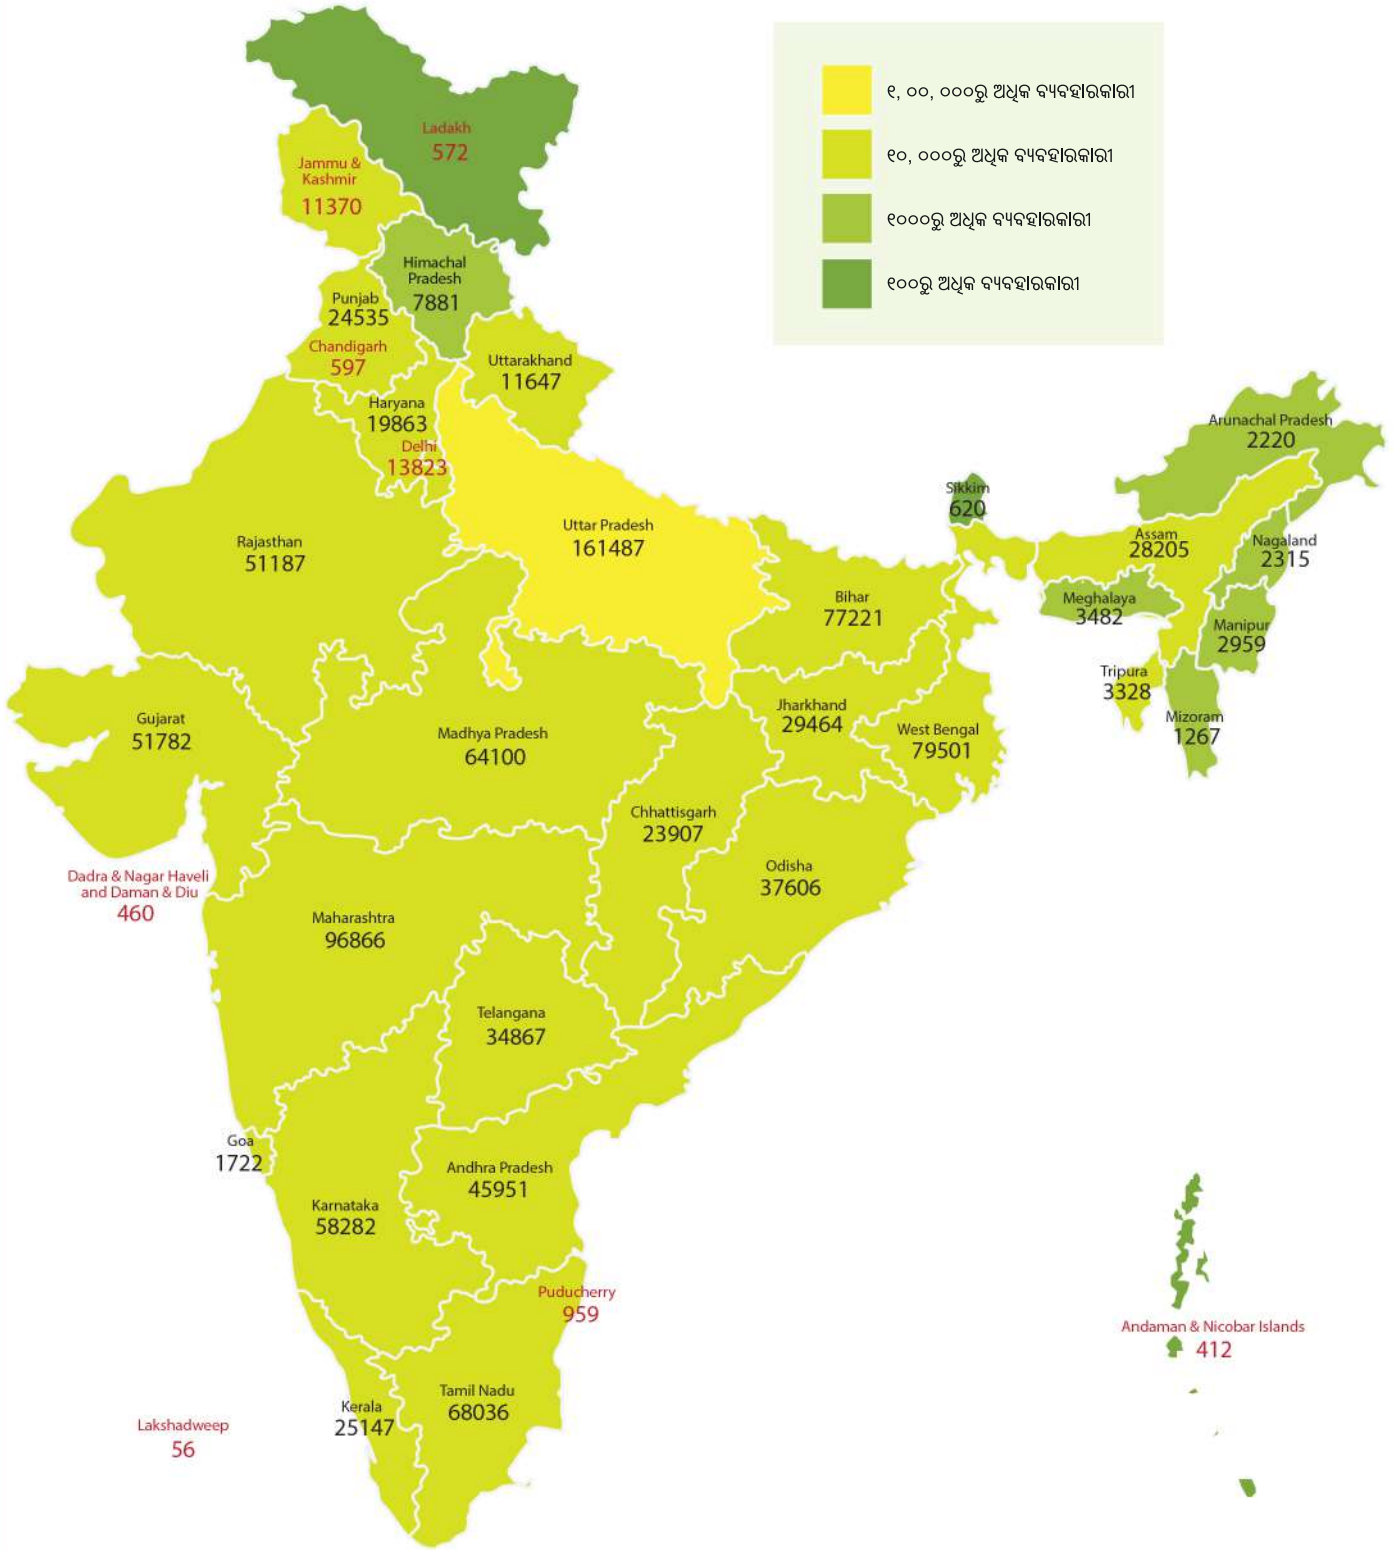 ୧, ୦୦, ୦୦୦ରୁ ଅଧିକ ବ୍ୟବହାରକାରୀ
୧୦, ୦୦୦ରୁ ଅଧିକ ବ୍ୟବହାରକାରୀ
୧୦୦୦ରୁ ଅଧିକ ବ୍ୟବହାରକାରୀ
୧୦୦ରୁ ଅଧିକ ବ୍ୟବହାରକାରୀ
Ladakh
572
Jammu &
Kashmir
11370
Himachal
Pradesh
7881
Punjab
24535
Chandigarh
597
Uttarakhand
11647
Haryana
19863
Delhi
13823
Arunachal Pradesh
2220
Sikkim
620
Uttar Pradesh
161487
Rajasthan
51187
Assam
28205
Nagaland
2315
Bihar
77221
Meghalaya
3482
Manipur
2959
Tripura
3328
Mizoram
1267
Gujarat
51782
Madhya Pradesh
64100
Jharkhand
29464
West Bengal
79501
Chhattisgarh
23907
Odisha
37606
Dadra & Nagar Haveli
and Daman & Diu
460
Maharashtra
96866
Telangana
34867
Goa
1722
Andhra Pradesh
45951
Karnataka
58282
Puducherry
959
Andaman & Nicobar Islands
412
Tamil Nadu
68036
Kerala
25147
Lakshadweep
56